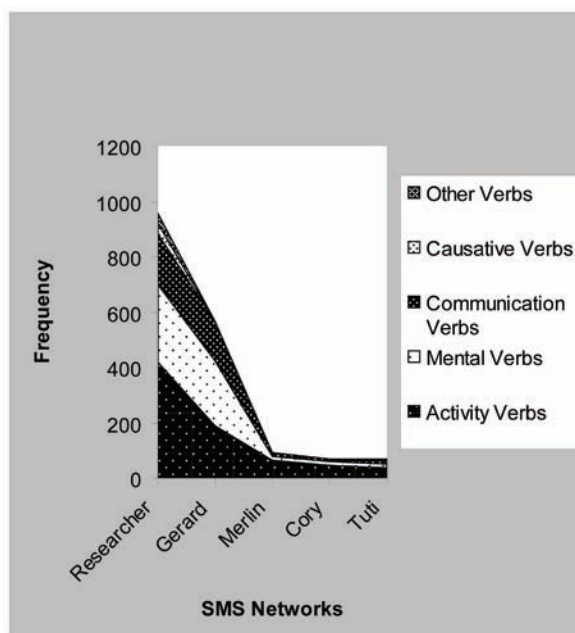 1200
1000
800
600
400
200
0
Frequency
Researcher
Gerard
Merlin
Cory
Tuti
SMS Networks
Other Verbs
Causative Verbs
Communication
Verbs
Mental Verbs
Activity Verbs